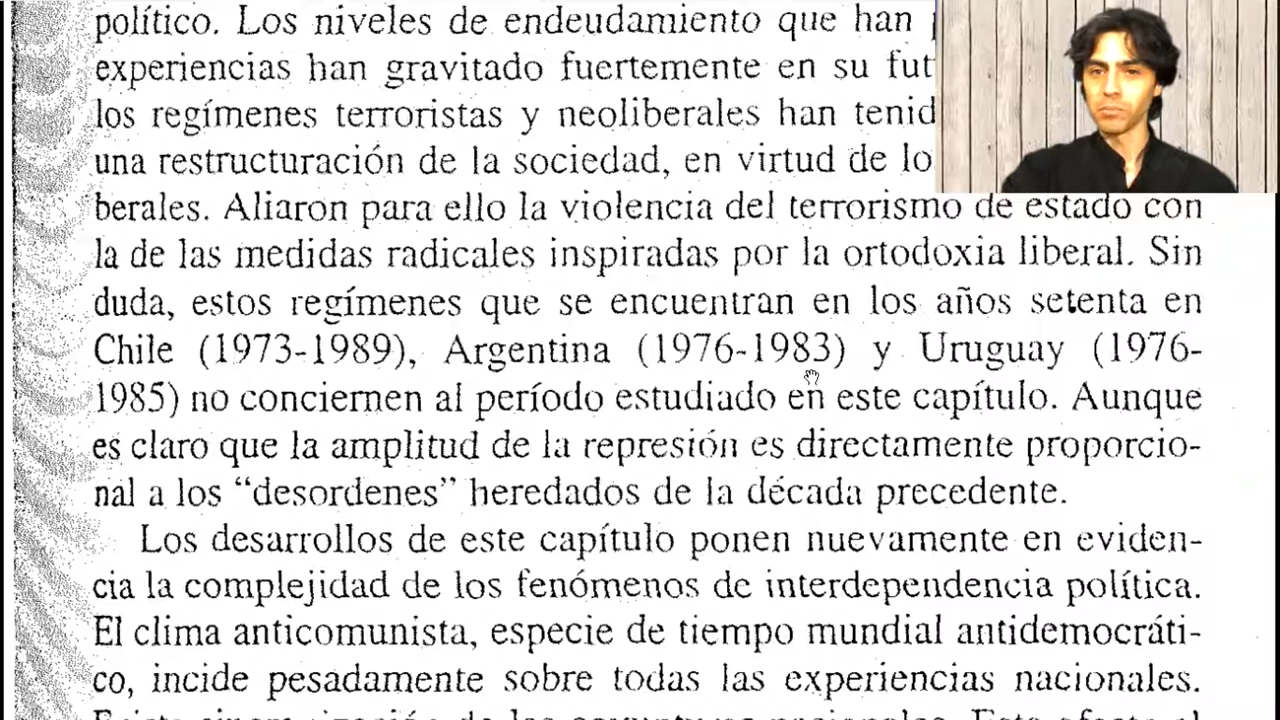 político. Los niveles de endeudamiento que han
experiencias han gravitado fuertemente en su fut
los regímenes terroristas y neoliberales han tenid
una restructuración de la sociedad, en virtud de lo
berales. Aliaron para ello la violencia del terrorismo de estado con
la de las medidas radicales inspiradas por la ortodoxia liberal. Sin
duda, estos regímenes que se encuentran en los años setenta en
Chile (1973-1989), Argentina (1976-1983) y Uruguay (1976-
1985) no conciernen al período estudiado en este capítulo. Aunque
es claro que la amplitud de la represión es directamente proporcio-
nal a los “desordenes” heredados de la década precedente.
Los desarrollos de este capítulo ponen nuevamente en eviden-
cia la complejidad de los fenómenos de interdependencia política.
El clima anticomunista, especie de tiempo mundial antidemocráti-
co, incide pesadamente sobre todas las experiencias nacionales.